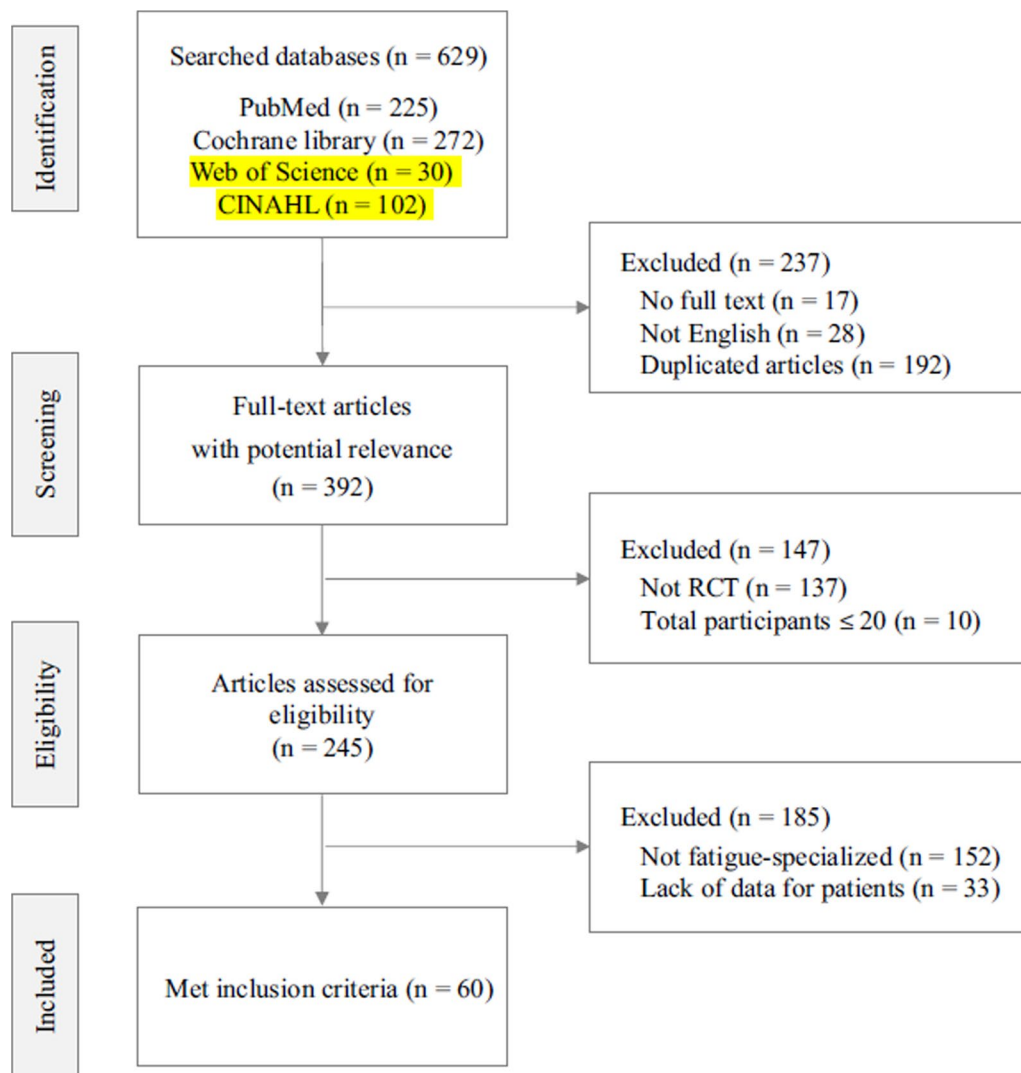 Identification
Searched databases (n = 629)
PubMed (n = 225)
Cochrane library (n = 272)
Web of Science (n = 30)
CINAHL (n = 102)
Excluded (n = 237)
No full text (n = 17)
Not English (n = 28)
Duplicated articles (n = 192)
Screening
Full-text articles
with potential relevance
(n = 392)
Excluded (n = 147)
Not RCT (n = 137)
Total participants ≤ 20 (n = 10)
Eligibility
Articles assessed for
eligibility
(n = 245)
Excluded (n = 185)
Not fatigue-specialized (n = 152)
Lack of data for patients (n = 33)
Included
Met inclusion criteria (n = 60)